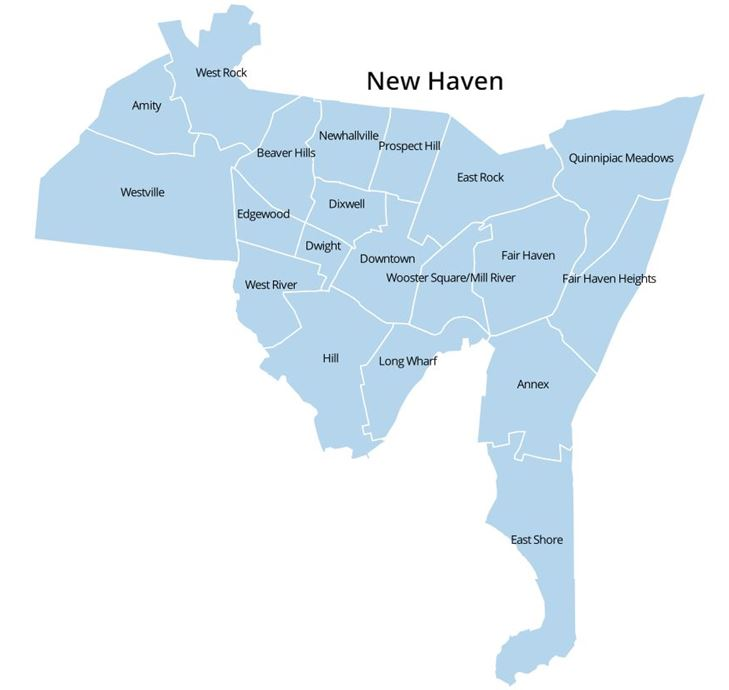 New Haven
West Rock
Amity
Newhallville
Prospect Hill
Beaver Hills
Quinnipiac Meadows
East Rock
Westville
Dixwell
Edgewood
Dwight
Downtown
Fair Haven
Wooster Square/Mill River
Fair Haven Heights
West River
Hill
Long Wharf
Annex
East Shore